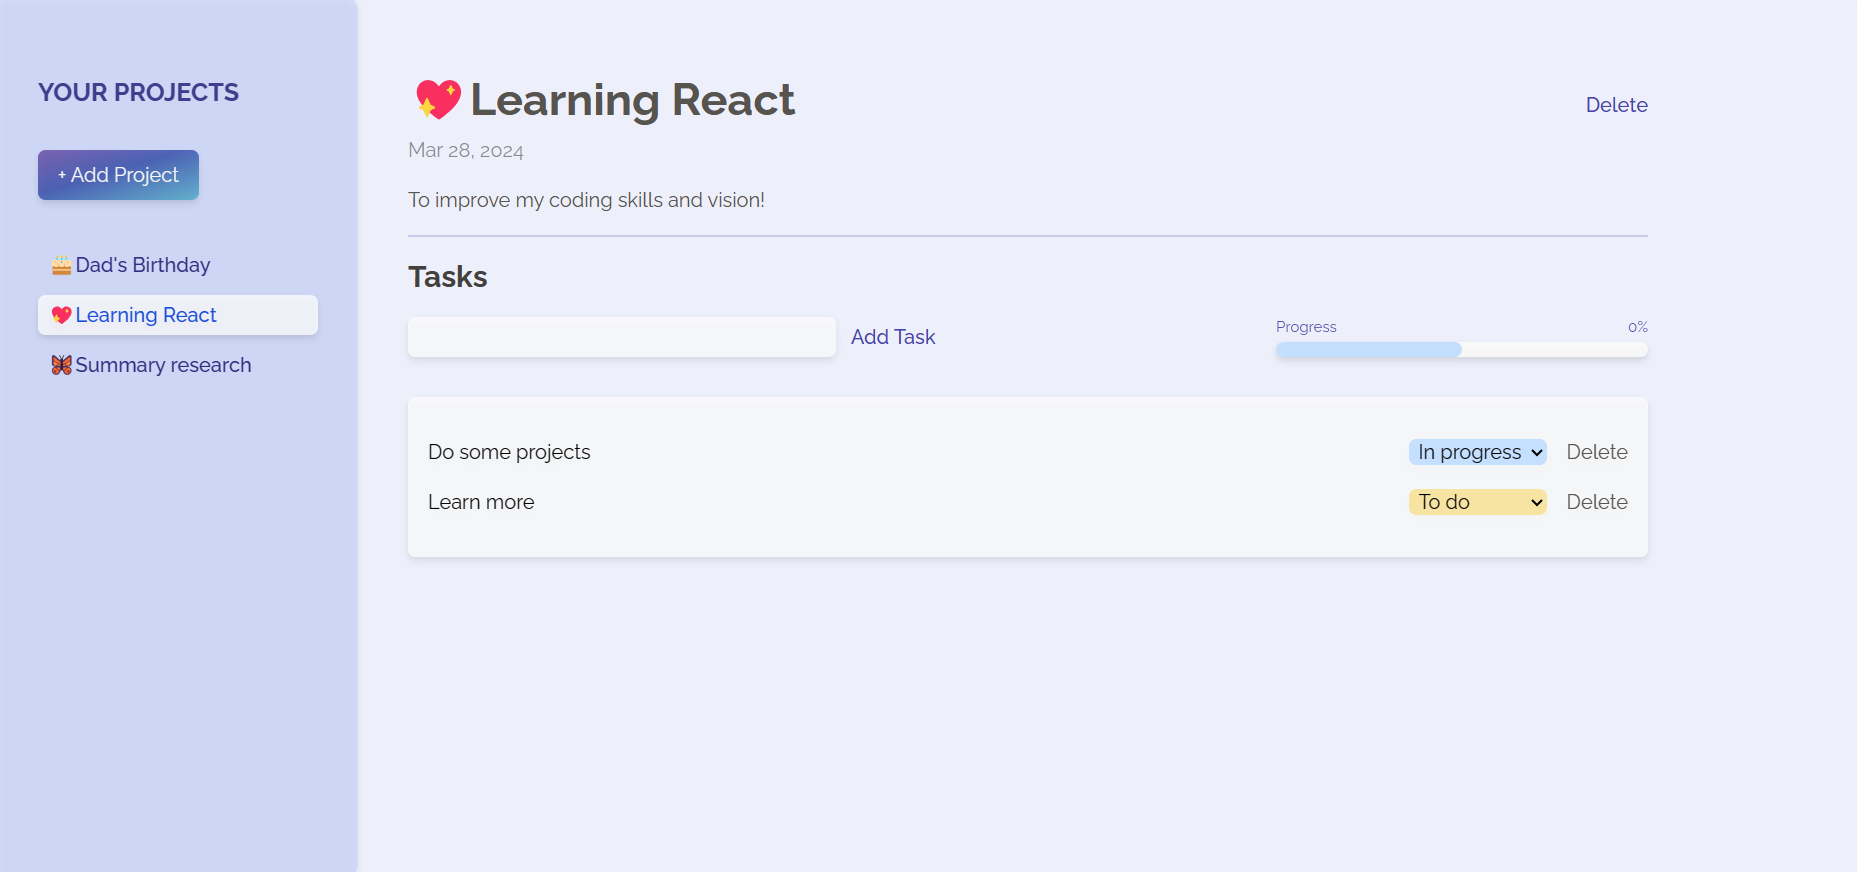 YOUR PROJECTS
+ Add Project
Dad's Birthday
Learning React
Summary research
Learning React
Delete
Mar 28, 2024
To improve my coding skills and vision!
Tasks
Add Task
Progress 0%
Do some projects In progress Delete
Learn more To do Delete